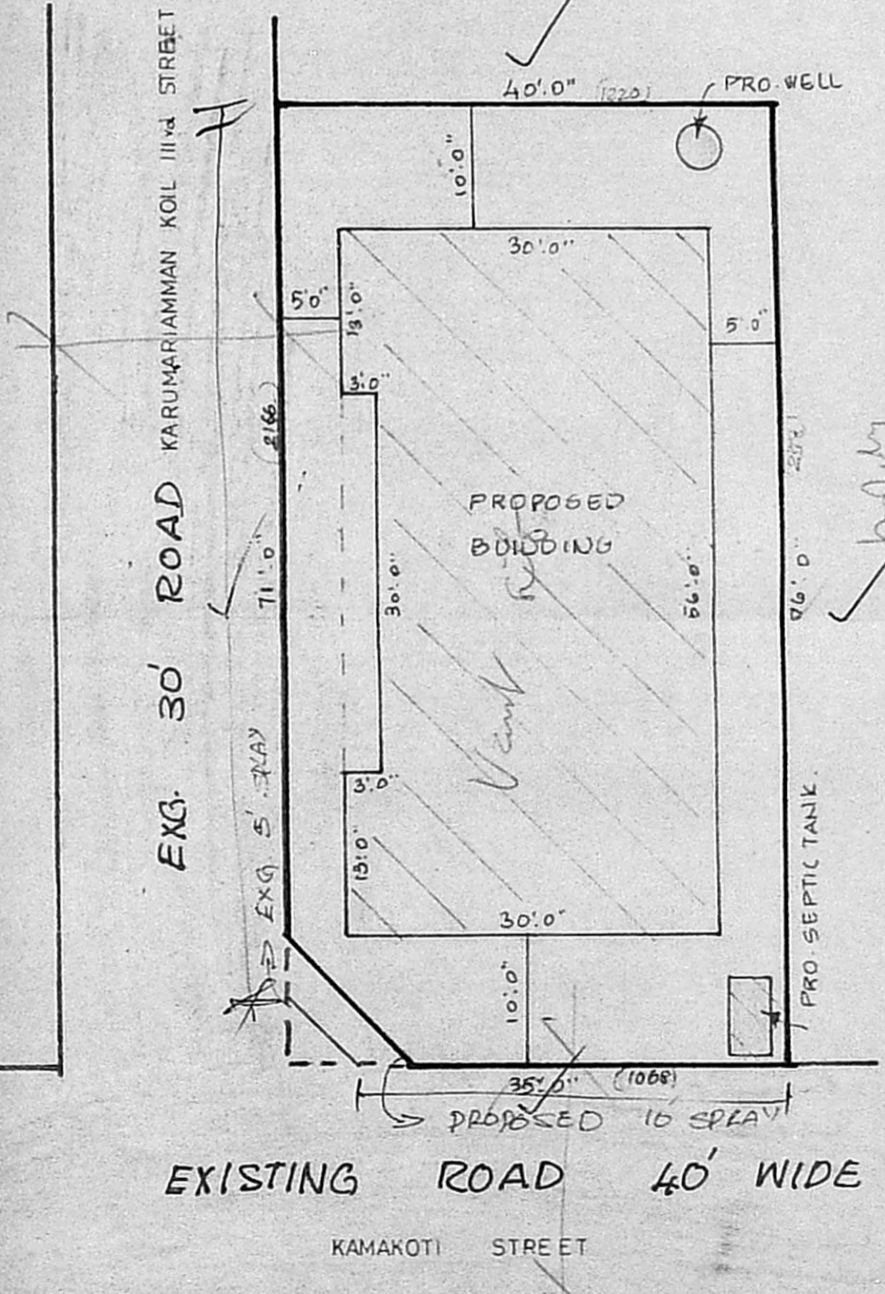 40'.0" (1220)
PRO. WELL
10'.0"
30'.0"
5'0"
13'.0"
5'0"
3'.0"
KARUMARIAMMAN KOIL IIIrd STREET
EXG. 30' ROAD
71'.0" (2166)
PROPOSED
BUILDING
30'.0"
56'.0"
76'.0"
3'.0"
13'.0"
EXG 5' SPLAY
30'.0"
10'.0"
PRO. SEPTIC TANK.
35'.0" (1068)
PROPOSED 10' SPLAY
EXISTING ROAD 40' WIDE
KAMAKOTI STREET